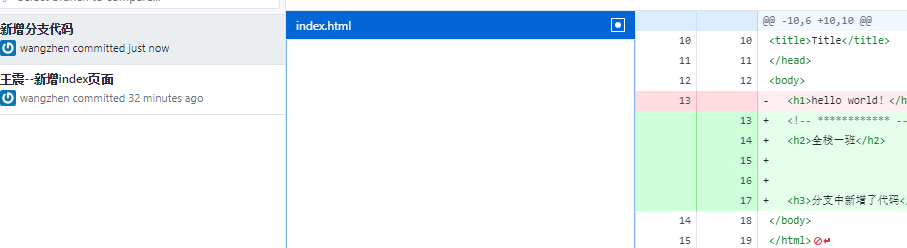 Select branch to compare...
新增分支代码
wangzhen committed just now
王震--新增index页面
wangzhen committed 32 minutes ago
index.html
@@ -10,6 +10,10 @@
10 10 <title>Title</title>
11 11 </head>
12 12 <body>
13 - <h1>hello world! </h
13 + <!-- ************ --
14 + <h2>全栈一班</h2>
15 +
16 +
17 + <h3>分支中新增了代码<
14 18 </body>
15 19 </html>